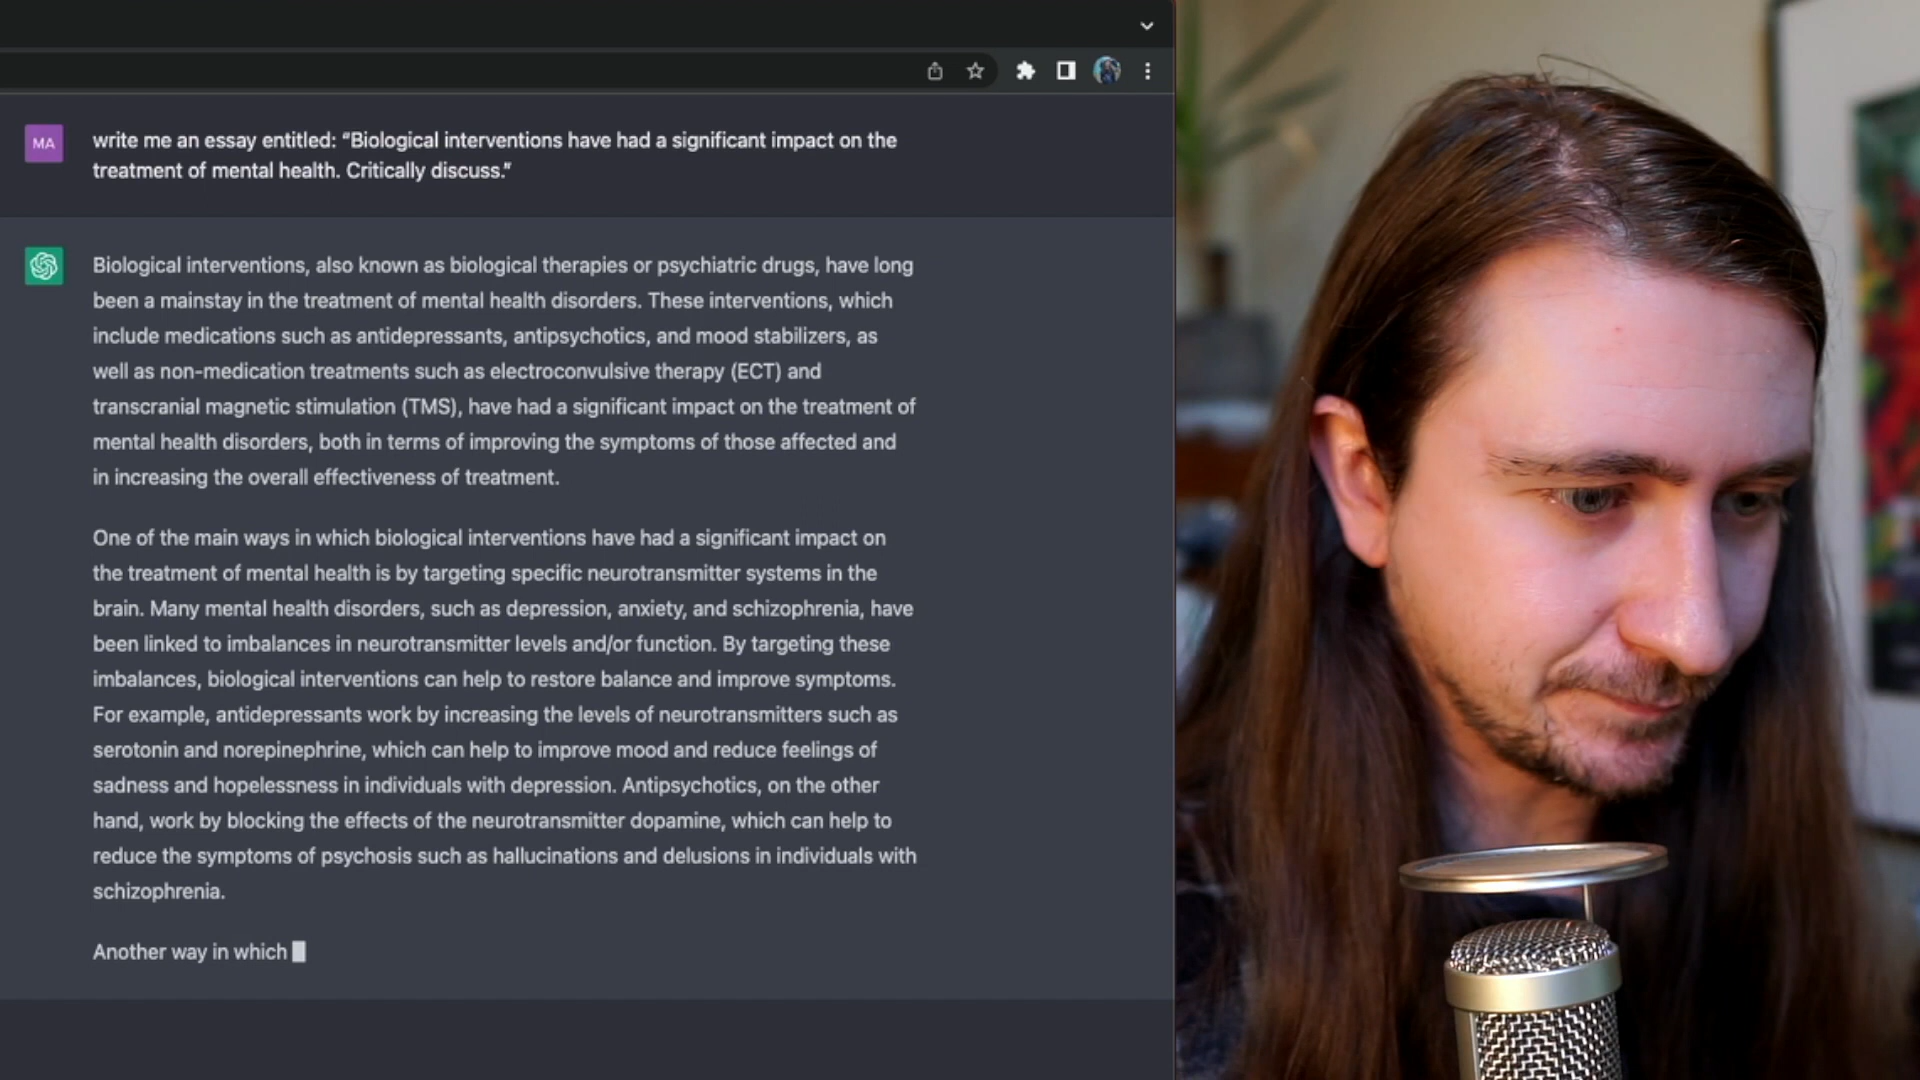 MA
write me an essay entitled: “Biological interventions have had a significant impact on the
treatment of mental health. Critically discuss.”
Biological interventions, also known as biological therapies or psychiatric drugs, have long
been a mainstay in the treatment of mental health disorders. These interventions, which
include medications such as antidepressants, antipsychotics, and mood stabilizers, as
well as non-medication treatments such as electroconvulsive therapy (ECT) and
transcranial magnetic stimulation (TMS), have had a significant impact on the treatment of
mental health disorders, both in terms of improving the symptoms of those affected and
in increasing the overall effectiveness of treatment.
One of the main ways in which biological interventions have had a significant impact on
the treatment of mental health is by targeting specific neurotransmitter systems in the
brain. Many mental health disorders, such as depression, anxiety, and schizophrenia, have
been linked to imbalances in neurotransmitter levels and/or function. By targeting these
imbalances, biological interventions can help to restore balance and improve symptoms.
For example, antidepressants work by increasing the levels of neurotransmitters such as
serotonin and norepinephrine, which can help to improve mood and reduce feelings of
sadness and hopelessness in individuals with depression. Antipsychotics, on the other
hand, work by blocking the effects of the neurotransmitter dopamine, which can help to
reduce the symptoms of psychosis such as hallucinations and delusions in individuals with
schizophrenia.
Another way in which